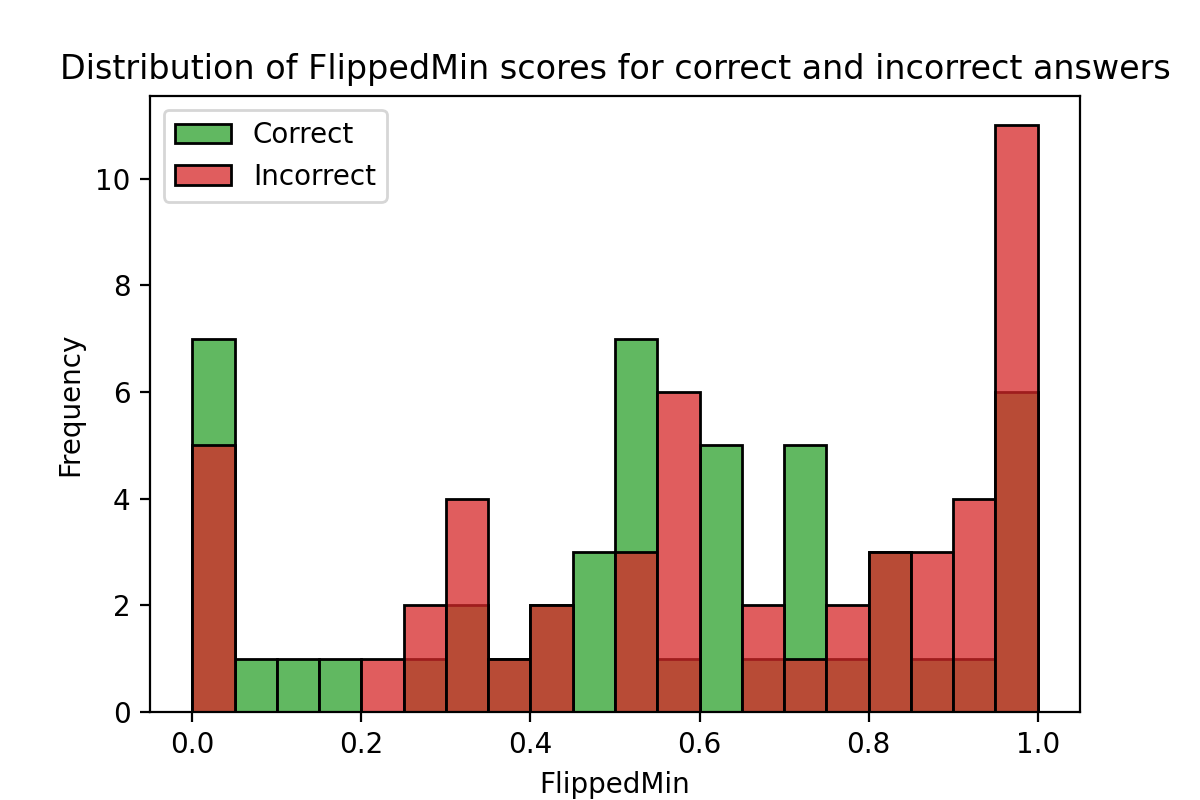 Distribution of FlippedMin scores for correct and incorrect answers
Correct
Incorrect
10
8
6
4
2
0
Frequency
0.0 0.2 0.4 0.6 0.8 1.0
FlippedMin